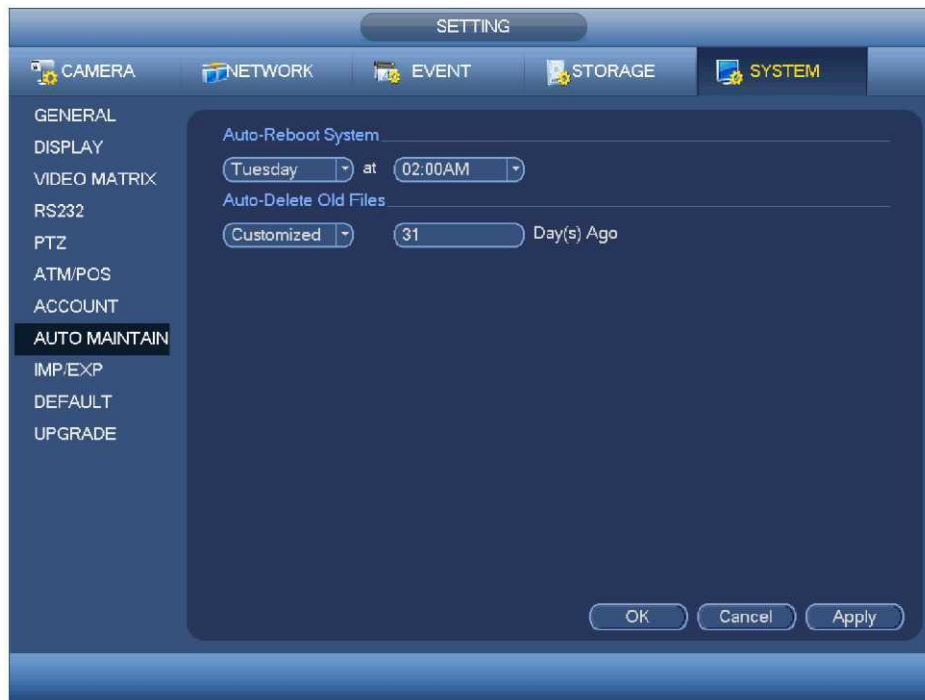 SETTING
CAMERA NETWORK EVENT STORAGE SYSTEM
GENERAL
DISPLAY
VIDEO MATRIX
RS232
PTZ
ATM/POS
ACCOUNT
AUTO MAINTAIN
IMP/EXP
DEFAULT
UPGRADE
Auto-Reboot System
Tuesday at 02:00AM
Auto-Delete Old Files
Customized 31 Day(s) Ago
OK Cancel Apply